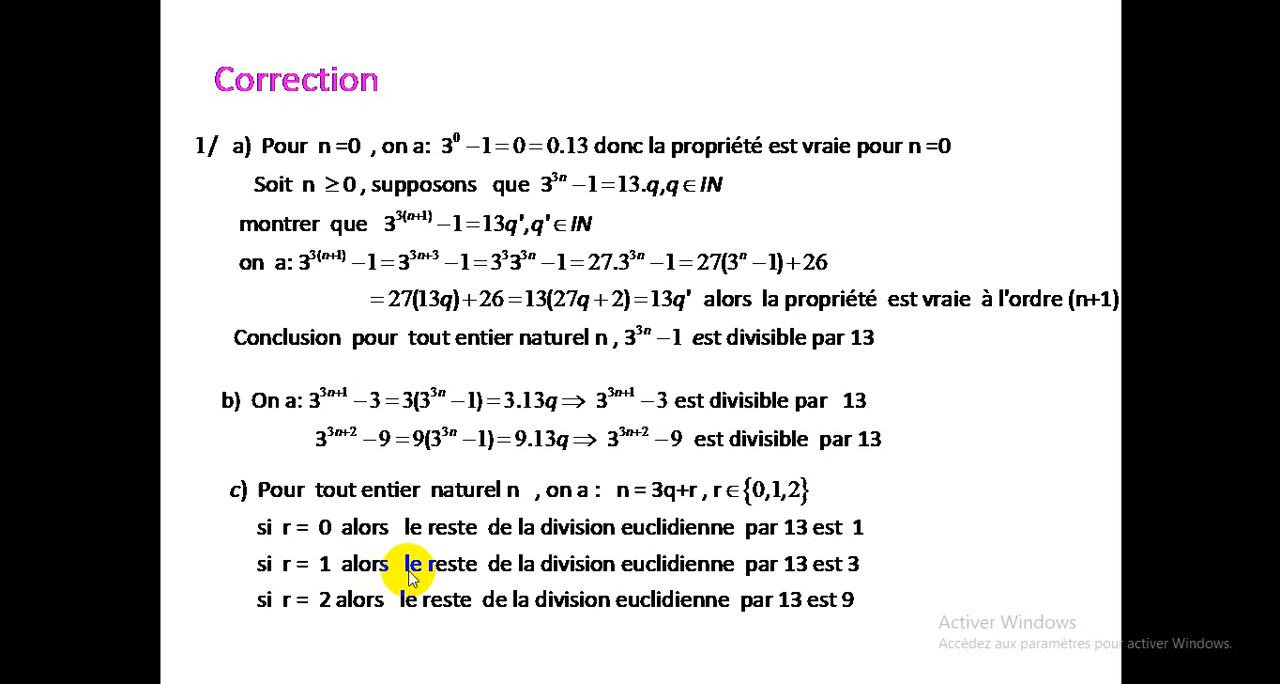 Correction
1/ a) Pour n =0 , on a: 3⁰ −1 = 0 = 0.13 donc la propriété est vraie pour n =0
Soit n ≥ 0 , supposons que 3³ⁿ −1 = 13.q, q ∈ IN
montrer que 3³⁽ⁿ⁺¹⁾ −1 = 13q', q' ∈ IN
on a: 3³⁽ⁿ⁺¹⁾ −1 = 3³ⁿ⁺³ −1 = 3³3³ⁿ −1 = 27.3³ⁿ −1 = 27(3ⁿ −1) + 26
= 27(13q) + 26 = 13(27q + 2) = 13q' alors la propriété est vraie à l'ordre (n+1)
Conclusion pour tout entier naturel n , 3³ⁿ −1 est divisible par 13
b) On a: 3³ⁿ⁺¹ −3 = 3(3³ⁿ −1) = 3.13q ⇒ 3³ⁿ⁺¹ −3 est divisible par 13
3³ⁿ⁺² −9 = 9(3³ⁿ −1) = 9.13q ⇒ 3³ⁿ⁺² −9 est divisible par 13
c) Pour tout entier naturel n , on a : n = 3q+r , r ∈ {0,1,2}
si r = 0 alors le reste de la division euclidienne par 13 est 1
si r = 1 alors le reste de la division euclidienne par 13 est 3
si r = 2 alors le reste de la division euclidienne par 13 est 9
Activer Windows
Accédez aux paramètres pour activer Windows.